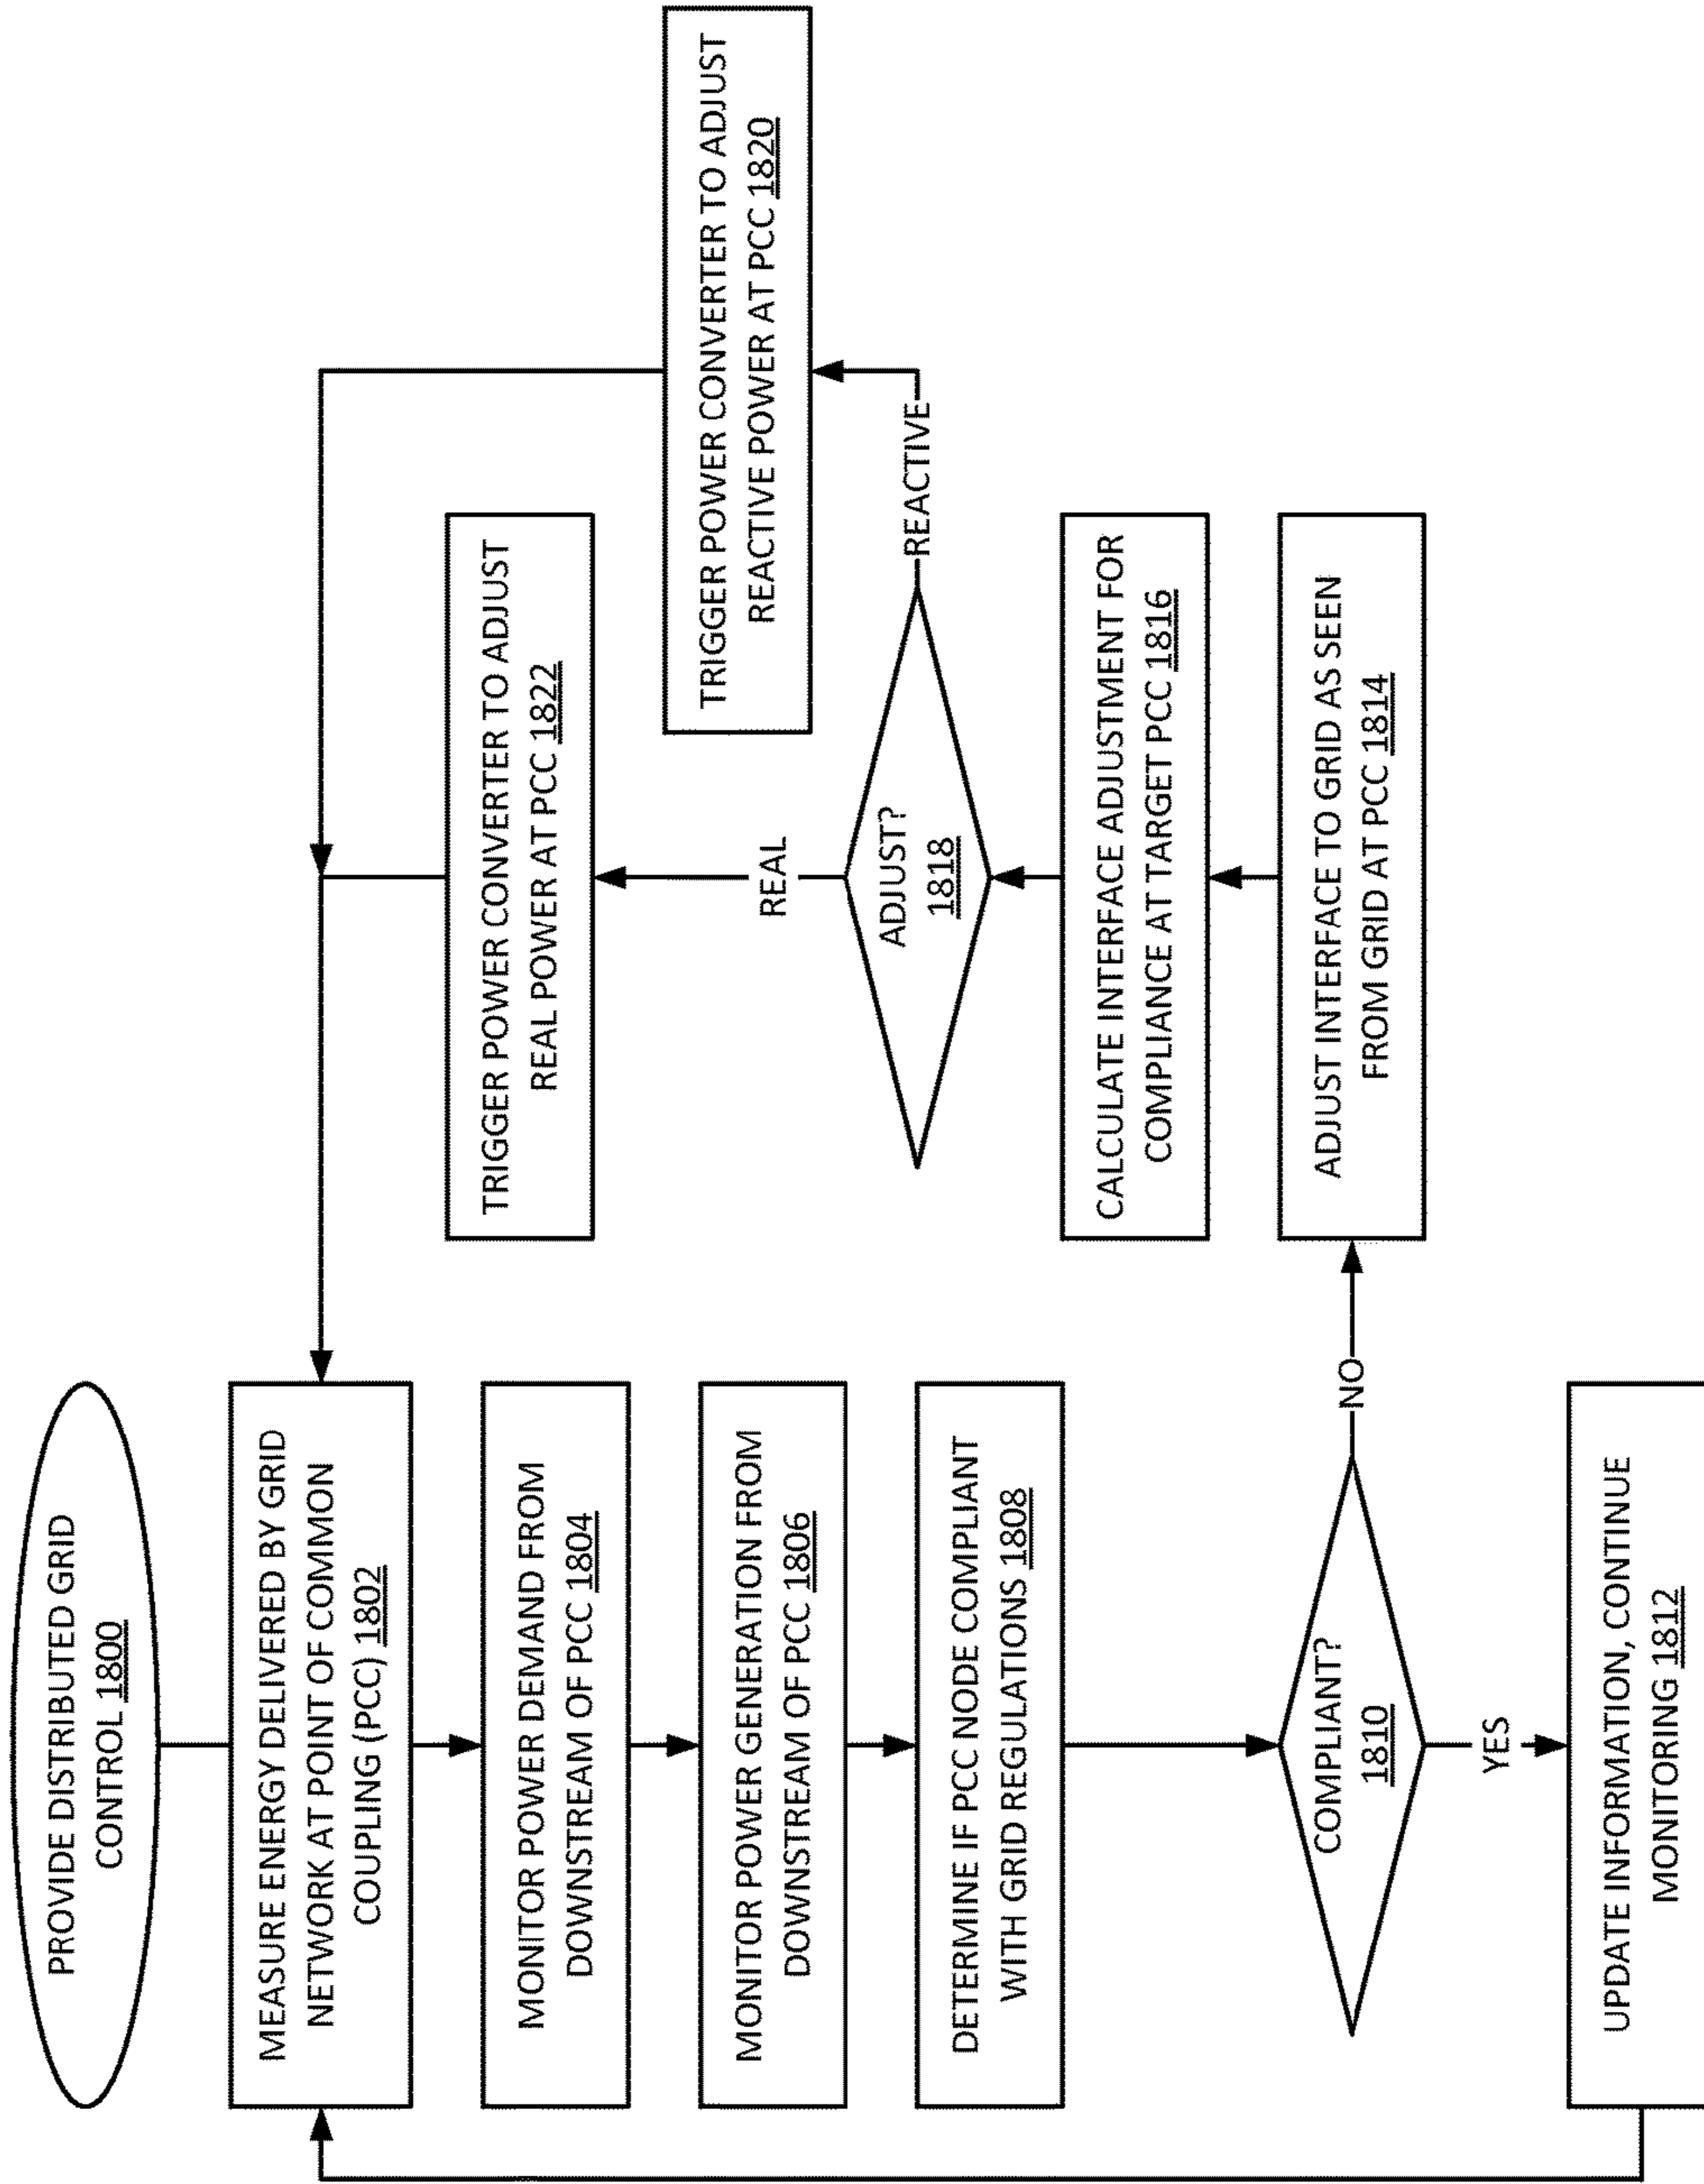 PROVIDE DISTRIBUTED GRID
CONTROL 1800
MEASURE ENERGY DELIVERED BY GRID
NETWORK AT POINT OF COMMON
COUPLING (PCC) 1802
MONITOR POWER DEMAND FROM
DOWNSTREAM OF PCC 1804
MONITOR POWER GENERATION FROM
DOWNSTREAM OF PCC 1806
DETERMINE IF PCC NODE COMPLIANT
WITH GRID REGULATIONS 1808
COMPLIANT?
1810
YES
NO
UPDATE INFORMATION, CONTINUE
MONITORING 1812
ADJUST INTERFACE TO GRID AS SEEN
FROM GRID AT PCC 1814
CALCULATE INTERFACE ADJUSTMENT FOR
COMPLIANCE AT TARGET PCC 1816
ADJUST?
1818
REAL
REACTIVE
TRIGGER POWER CONVERTER TO ADJUST
REACTIVE POWER AT PCC 1820
TRIGGER POWER CONVERTER TO ADJUST
REAL POWER AT PCC 1822